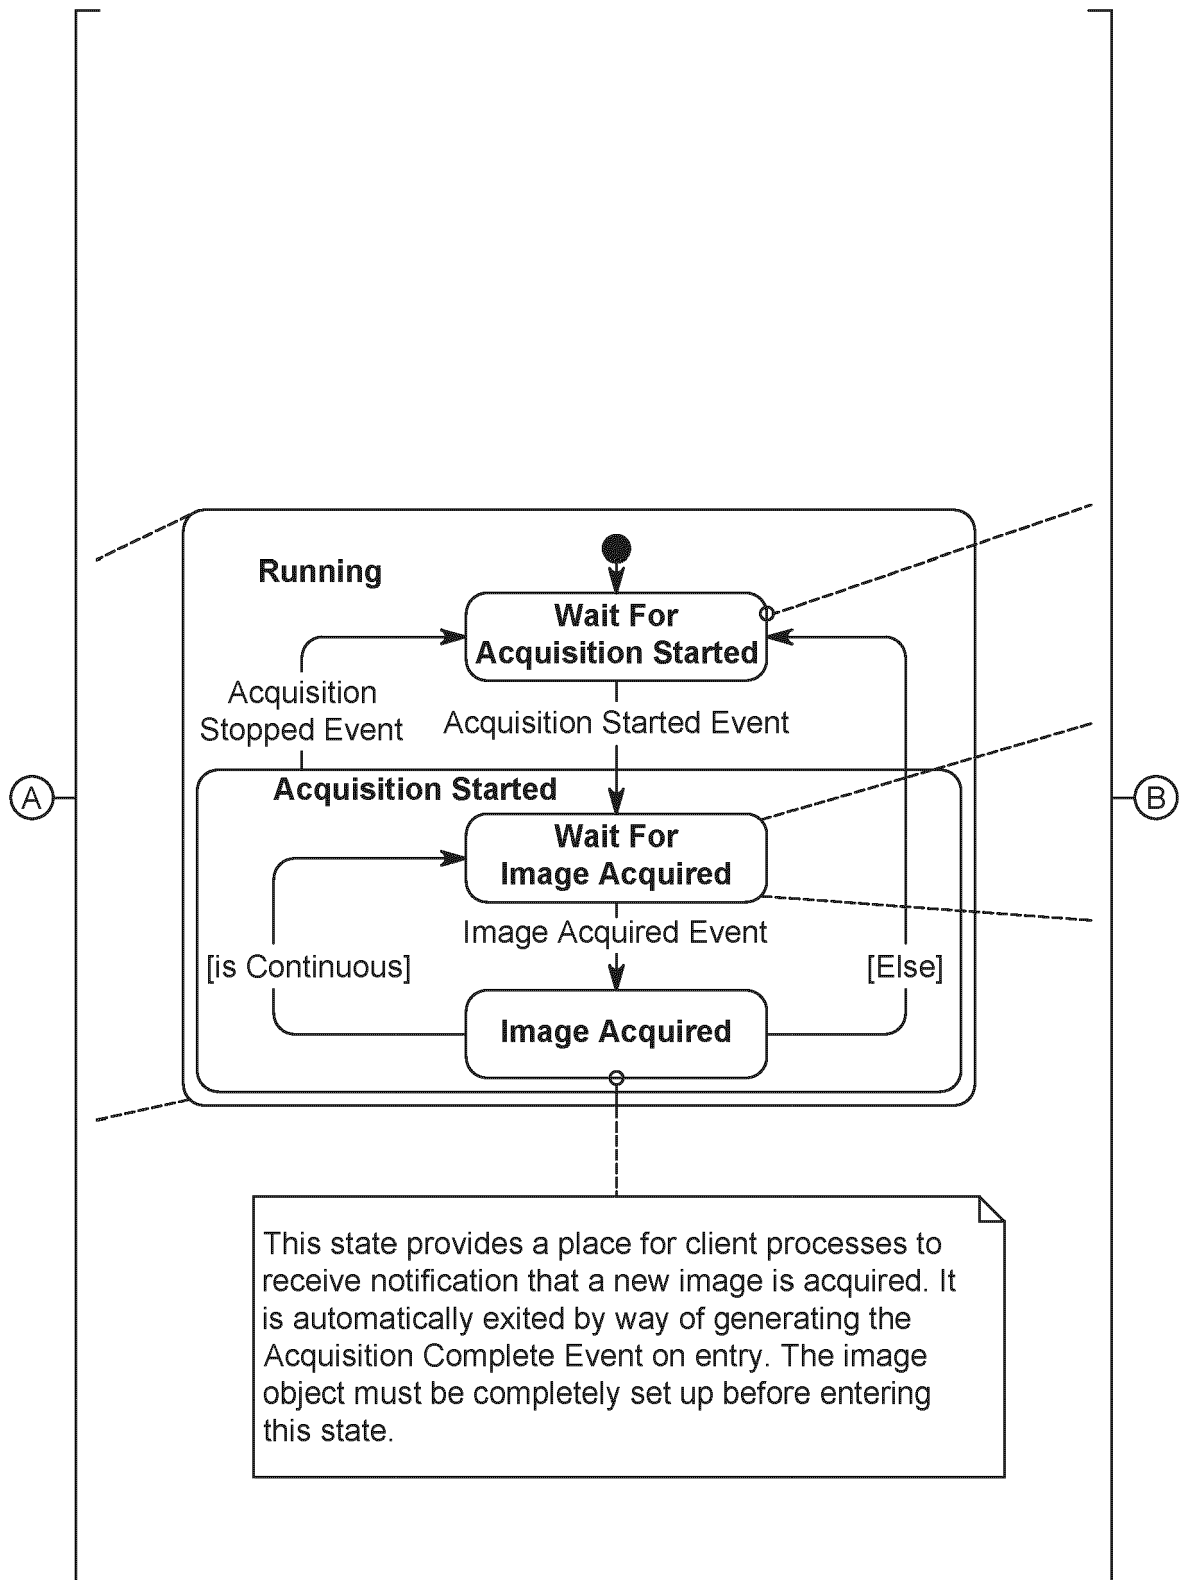 Running
Wait For
Acquisition Started
Acquisition
Stopped Event
Acquisition Started Event
Acquisition Started
A
B
Wait For
Image Acquired
Image Acquired Event
[is Continuous]
[Else]
Image Acquired
This state provides a place for client processes to
receive notification that a new image is acquired. It
is automatically exited by way of generating the
Acquisition Complete Event on entry. The image
object must be completely set up before entering
this state.